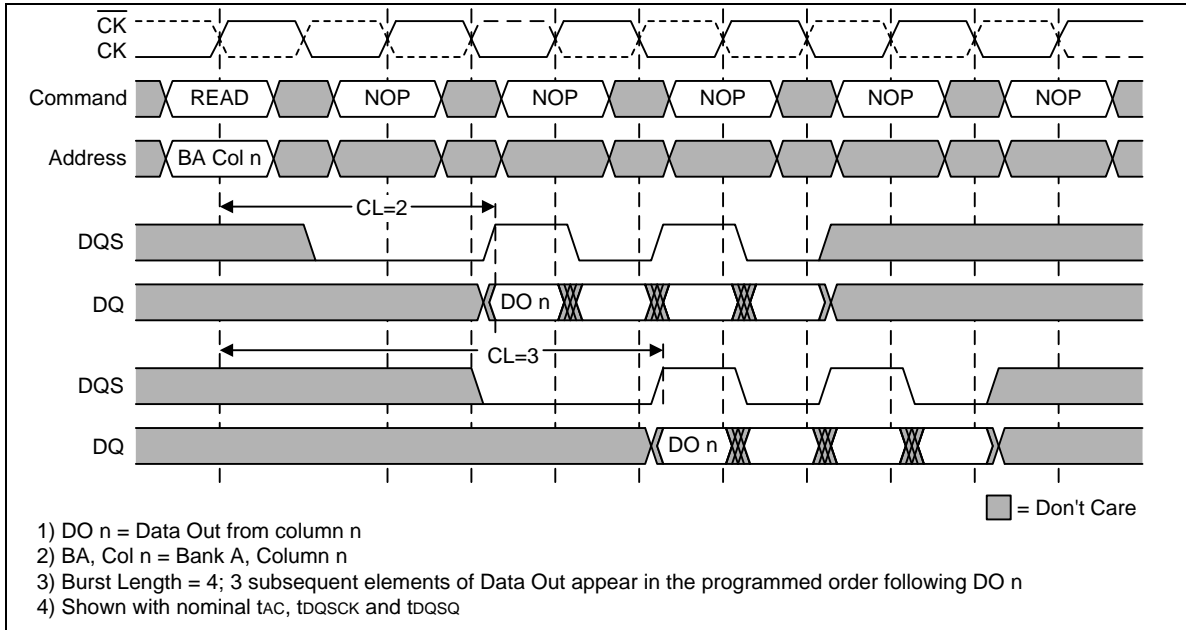 CK
CK
Command READ NOP NOP NOP NOP NOP
Address BA Col n
CL=2
DQS
DQ DO n
CL=3
DQS
DQ DO n
= Don't Care
1) DO n = Data Out from column n
2) BA, Col n = Bank A, Column n
3) Burst Length = 4; 3 subsequent elements of Data Out appear in the programmed order following DO n
4) Shown with nominal tAC, tDQSCK and tDQSQ